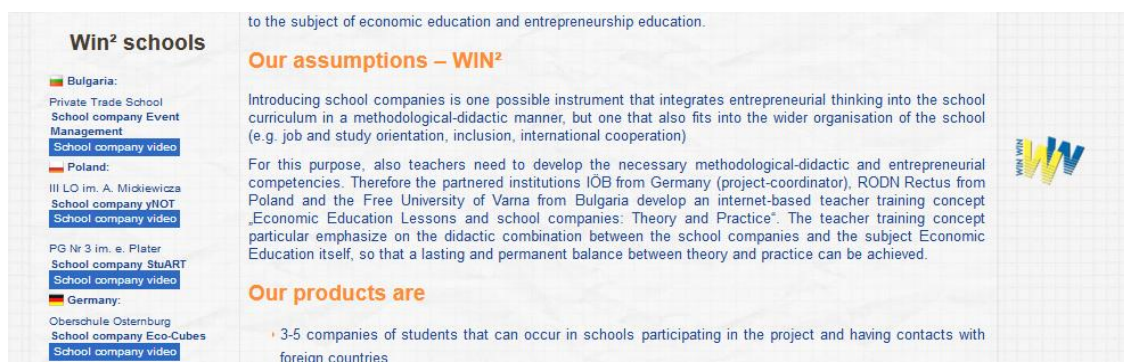 Win² schools
Bulgaria:
Private Trade School
School company Event
Management
School company video
Poland:
III LO im. A. Mickiewicza
School company yNOT
School company video
PG Nr 3 im. e. Plater
School company StuART
School company video
Germany:
Oberschule Osternburg
School company Eco-Cubes
School company video
to the subject of economic education and entrepreneurship education.
Our assumptions – WIN²
Introducing school companies is one possible instrument that integrates entrepreneurial thinking into the school
curriculum in a methodological-didactic manner, but one that also fits into the wider organisation of the school
(e.g. job and study orientation, inclusion, international cooperation)
For this purpose, also teachers need to develop the necessary methodological-didactic and entrepreneurial
competencies. Therefore the partnered institutions IÖB from Germany (project-coordinator), RODN Rectus from
Poland and the Free University of Varna from Bulgaria develop an internet-based teacher training concept
„Economic Education Lessons and school companies: Theory and Practice“. The teacher training concept
particular emphasize on the didactic combination between the school companies and the subject Economic
Education itself, so that a lasting and permanent balance between theory and practice can be achieved.
Our products are
3-5 companies of students that can occur in schools participating in the project and having contacts with
foreign countries
WIN WIN
W